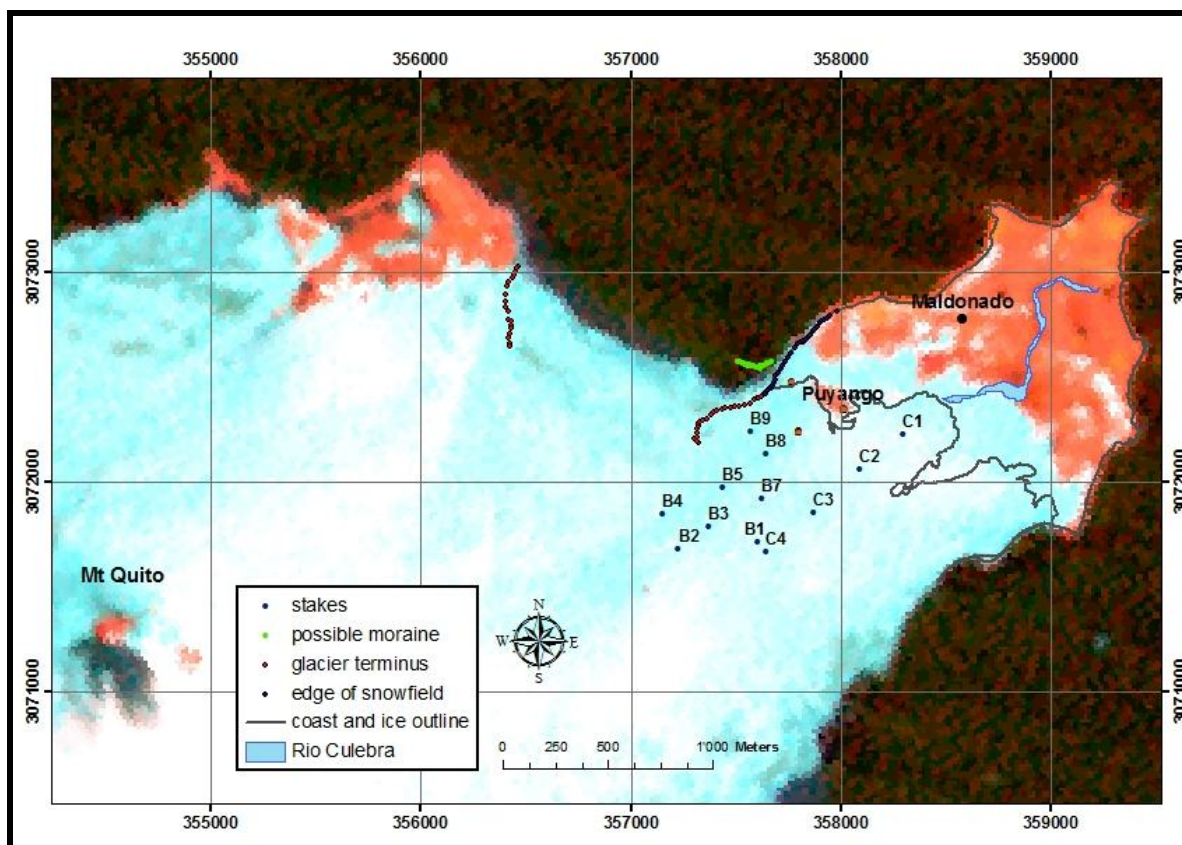 355000 356000 357000 358000 359000
3073000 3073000
Maldonado
Puyango
B9 C1
B8
C2
3072000 3072000
B5 B7
B4 B3 C3
B2 B1 C4
Mt Quito
stakes
possible moraine
glacier terminus
edge of snowfield
coast and ice outline
Rio Culebra
N
W E
S
3071000 3071000
0 250 500 1'000 Meters
355000 356000 357000 358000 359000